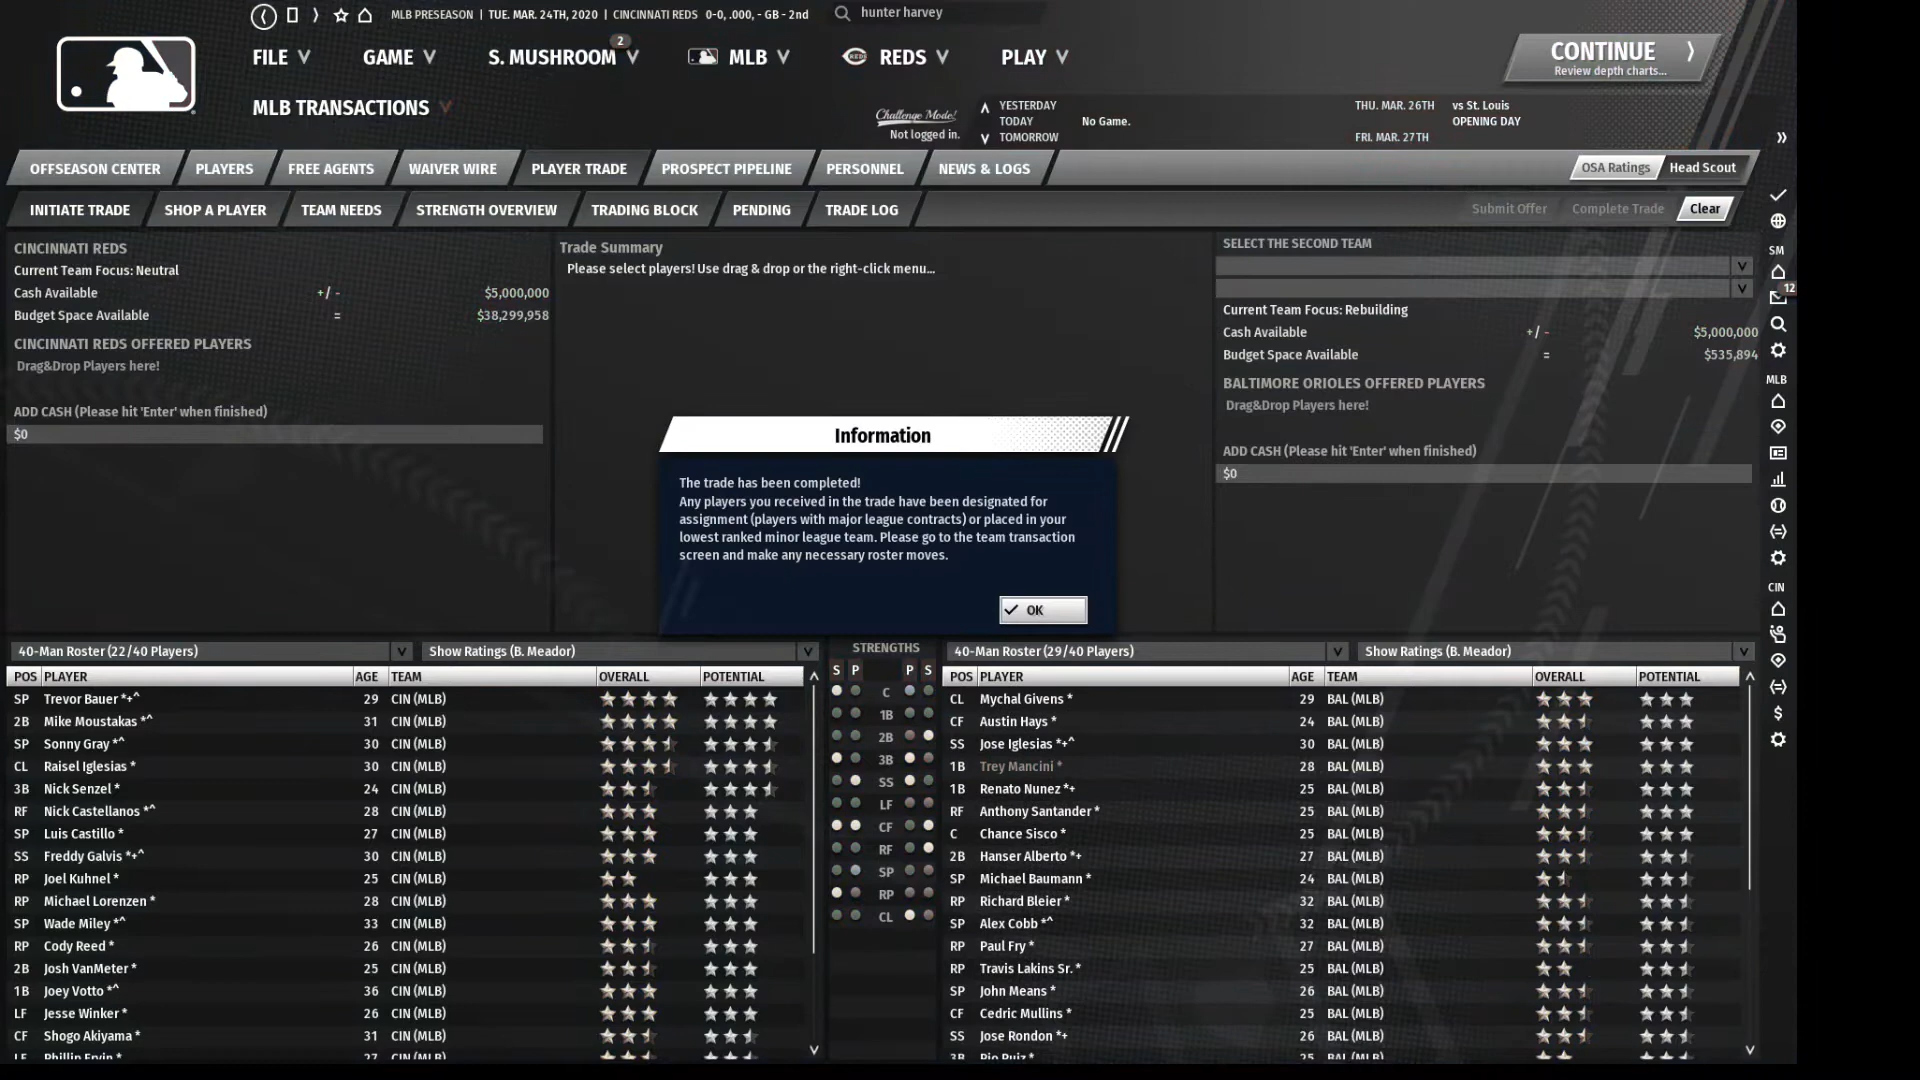 MLB PRESEASON | TUE. MAR. 24TH, 2020 | CINCINNATI REDS 0-0, .000, - GB - 2nd
hunter harvey
FILE
GAME
S. MUSHROOM
2
MLB
REDS
PLAY
CONTINUE
Review depth charts...
MLB TRANSACTIONS
Challenge Mode!
Not logged in.
YESTERDAY
TODAY No Game.
TOMORROW
THU. MAR. 26TH vs St. Louis
OPENING DAY
FRI. MAR. 27TH
OFFSEASON CENTER
PLAYERS
FREE AGENTS
WAIVER WIRE
PLAYER TRADE
PROSPECT PIPELINE
PERSONNEL
NEWS & LOGS
OSA Ratings
Head Scout
INITIATE TRADE
SHOP A PLAYER
TEAM NEEDS
STRENGTH OVERVIEW
TRADING BLOCK
PENDING
TRADE LOG
Submit Offer
Complete Trade
Clear
CINCINNATI REDS
Current Team Focus: Neutral
Cash Available +/- $5,000,000
Budget Space Available = $38,299,958
CINCINNATI REDS OFFERED PLAYERS
Drag&Drop Players here!
ADD CASH (Please hit 'Enter' when finished)
$0
Trade Summary
Please select players! Use drag & drop or the right-click menu...
SELECT THE SECOND TEAM
Current Team Focus: Rebuilding
Cash Available +/- $5,000,000
Budget Space Available = $535,894
BALTIMORE ORIOLES OFFERED PLAYERS
Drag&Drop Players here!
ADD CASH (Please hit 'Enter' when finished)
$0
Information
The trade has been completed!
Any players you received in the trade have been designated for
assignment (players with major league contracts) or placed in your
lowest ranked minor league team. Please go to the team transaction
screen and make any necessary roster moves.
OK
40-Man Roster (22/40 Players)
Show Ratings (B. Meador)
POS PLAYER AGE TEAM OVERALL POTENTIAL
SP Trevor Bauer *+^ 29 CIN (MLB)
2B Mike Moustakas *^ 31 CIN (MLB)
SP Sonny Gray *^ 30 CIN (MLB)
CL Raisel Iglesias * 30 CIN (MLB)
3B Nick Senzel * 24 CIN (MLB)
RF Nick Castellanos *^ 28 CIN (MLB)
SP Luis Castillo * 27 CIN (MLB)
SS Freddy Galvis *+^ 30 CIN (MLB)
RP Joel Kuhnel * 25 CIN (MLB)
RP Michael Lorenzen * 28 CIN (MLB)
SP Wade Miley *^ 33 CIN (MLB)
RP Cody Reed * 26 CIN (MLB)
2B Josh VanMeter * 25 CIN (MLB)
1B Joey Votto *^ 36 CIN (MLB)
LF Jesse Winker * 26 CIN (MLB)
CF Shogo Akiyama * 31 CIN (MLB)
LF Phillip Ervin * 27 CIN (MLB)
STRENGTHS
S P P S
C
1B
2B
3B
SS
LF
CF
RF
SP
RP
CL
40-Man Roster (29/40 Players)
Show Ratings (B. Meador)
POS PLAYER AGE TEAM OVERALL POTENTIAL
CL Mychal Givens * 29 BAL (MLB)
CF Austin Hays * 24 BAL (MLB)
SS Jose Iglesias *+^ 30 BAL (MLB)
1B Trey Mancini * 28 BAL (MLB)
1B Renato Nunez *+ 25 BAL (MLB)
RF Anthony Santander * 25 BAL (MLB)
C Chance Sisco * 25 BAL (MLB)
2B Hanser Alberto *+ 27 BAL (MLB)
SP Michael Baumann * 24 BAL (MLB)
RP Richard Bleier * 32 BAL (MLB)
SP Alex Cobb *^ 32 BAL (MLB)
RP Paul Fry * 27 BAL (MLB)
RP Travis Lakins Sr. * 25 BAL (MLB)
SP John Means * 26 BAL (MLB)
CF Cedric Mullins * 25 BAL (MLB)
SS Jose Rondon *+ 26 BAL (MLB)
3B Rio Ruiz * 25 BAL (MLB)
SM
12
MLB
CIN